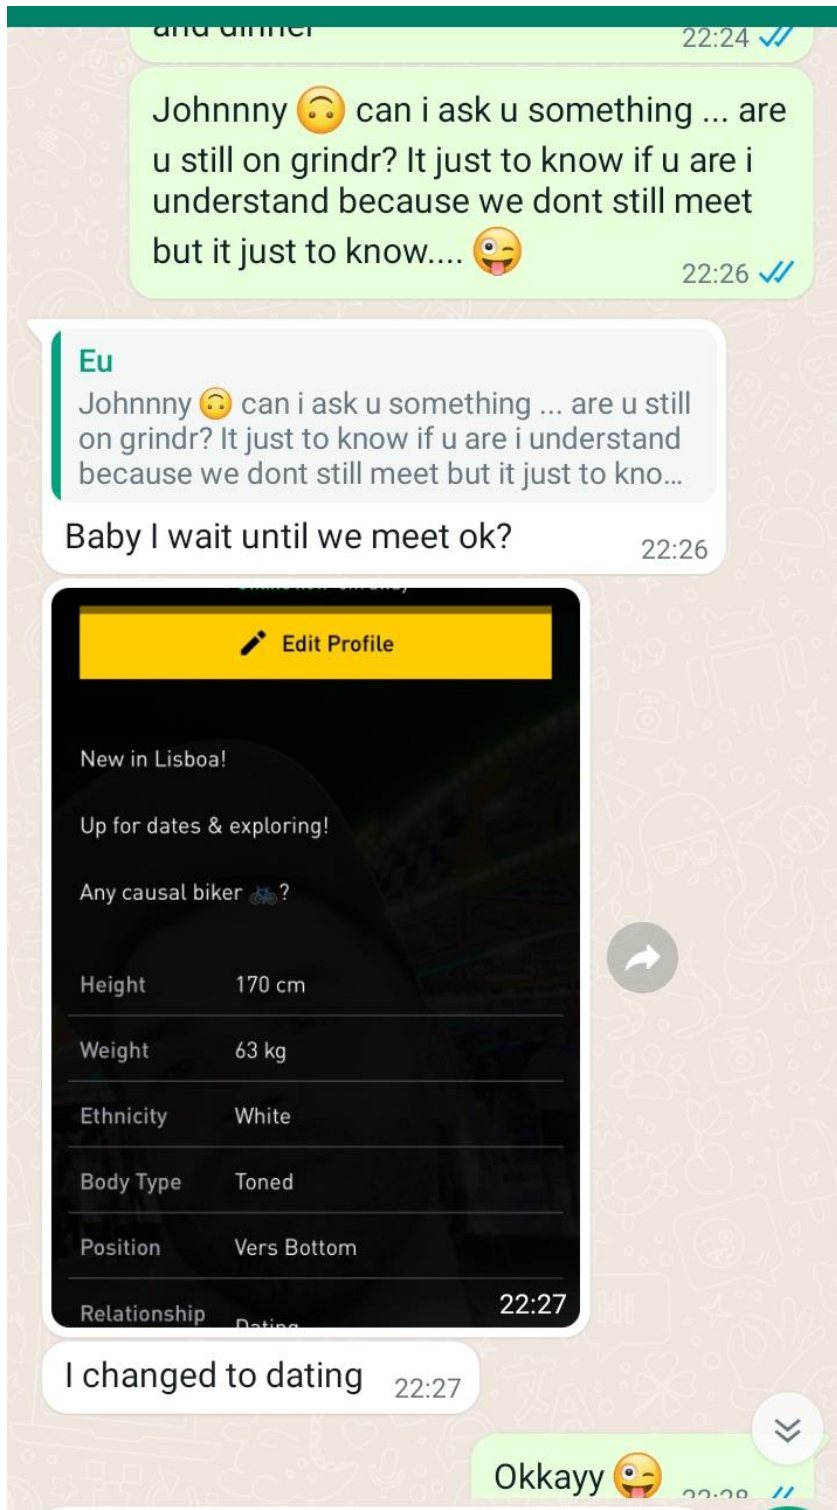 and dinner
22:24
Johnnny 🙃 can i ask u something ... are
u still on grindr? It just to know if u are i
understand because we dont still meet
but it just to know.... 😜
22:26
Eu
Johnnny 🙃 can i ask u something ... are u still
on grindr? It just to know if u are i understand
because we dont still meet but it just to kno...
Baby I wait until we meet ok?
22:26
Edit Profile
New in Lisboa!
Up for dates & exploring!
Any causal biker 🚲?
Height 170 cm
Weight 63 kg
Ethnicity White
Body Type Toned
Position Vers Bottom
Relationship Dating
22:27
I changed to dating 22:27
Okkayy 😜 22:28